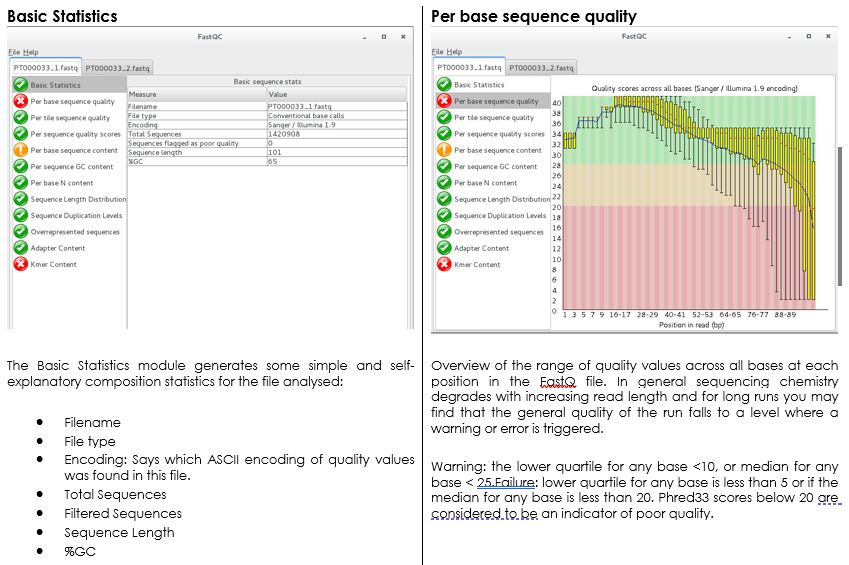 Basic Statistics
FastQC
File Help
PT000033_1.fastq PT000033_2.fastq
Basic Statistics
Per base sequence quality
Per tile sequence quality
Per sequence quality scores
Per base sequence content
Per sequence GC content
Per base N content
Sequence Length Distribution
Sequence Duplication Levels
Overrepresented sequences
Adapter Content
Kmer Content
Basic sequence stats
Measure Value
Filename PT000033_1.fastq
File type Conventional base calls
Encoding Sanger / Illumina 1.9
Total Sequences 1420908
Sequences flagged as poor quality 0
Sequence length 101
%GC 65
The Basic Statistics module generates some simple and self-
explanatory composition statistics for the file analysed:
• Filename
• File type
• Encoding: Says which ASCII encoding of quality values
was found in this file.
• Total Sequences
• Filtered Sequences
• Sequence Length
• %GC
Per base sequence quality
FastQC
File Help
PT000033_1.fastq PT000033_2.fastq
Basic Statistics
Per base sequence quality
Per tile sequence quality
Per sequence quality scores
Per base sequence content
Per sequence GC content
Per base N content
Sequence Length Distribution
Sequence Duplication Levels
Overrepresented sequences
Adapter Content
Kmer Content
Quality scores across all bases (Sanger / Illumina 1.9 encoding)
40
38
36
34
32
30
28
26
24
22
20
18
16
14
12
10
8
6
4
2
0
1 3 5 7 9 16-17 28-29 40-41 52-53 64-65 76-77 88-89
Position in read (bp)
Overview of the range of quality values across all bases at each
position in the FastQ file. In general sequencing chemistry
degrades with increasing read length and for long runs you may
find that the general quality of the run falls to a level where a
warning or error is triggered.
Warning: the lower quartile for any base <10, or median for any
base < 25.Failure: lower quartile for any base is less than 5 or if the
median for any base is less than 20. Phred33 scores below 20 are
considered to be an indicator of poor quality.